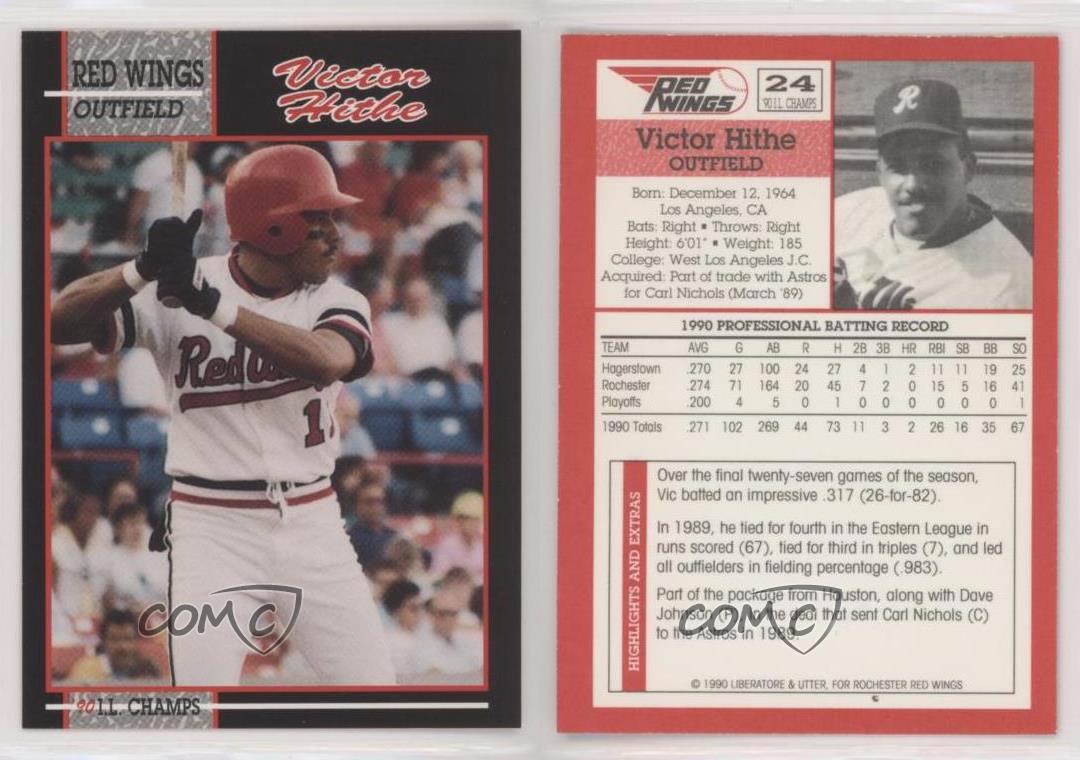 RED WINGS
OUTFIELD
Victor
Hithe
Red
1
COMC
'90 I.L. CHAMPS
RED
WINGS
24
'90 I.L. CHAMPS
R
Victor Hithe
OUTFIELD
Born: December 12, 1964
Los Angeles, CA
Bats: Right ▪ Throws: Right
Height: 6'01" ▪ Weight: 185
College: West Los Angeles J.C.
Acquired: Part of trade with Astros
for Carl Nichols (March '89)
1990 PROFESSIONAL BATTING RECORD
TEAM AVG G AB R H 2B 3B HR RBI SB BB SO
Hagerstown .270 27 100 24 27 4 1 2 11 11 19 25
Rochester .274 71 164 20 45 7 2 0 15 5 16 41
Playoffs .200 4 5 0 1 0 0 0 0 0 0 1
1990 Totals .271 102 269 44 73 11 3 2 26 16 35 67
HIGHLIGHTS AND EXTRAS
Over the final twenty-seven games of the season,
Vic batted an impressive .317 (26-for-82).
In 1989, he tied for fourth in the Eastern League in
runs scored (67), tied for third in triples (7), and led
all outfielders in fielding percentage (.983).
Part of the package from Houston, along with Dave
Johnson in the deal that sent Carl Nichols (C)
to the Astros in 1989.
COMC
© 1990 LIBERATORE & UTTER, FOR ROCHESTER RED WINGS